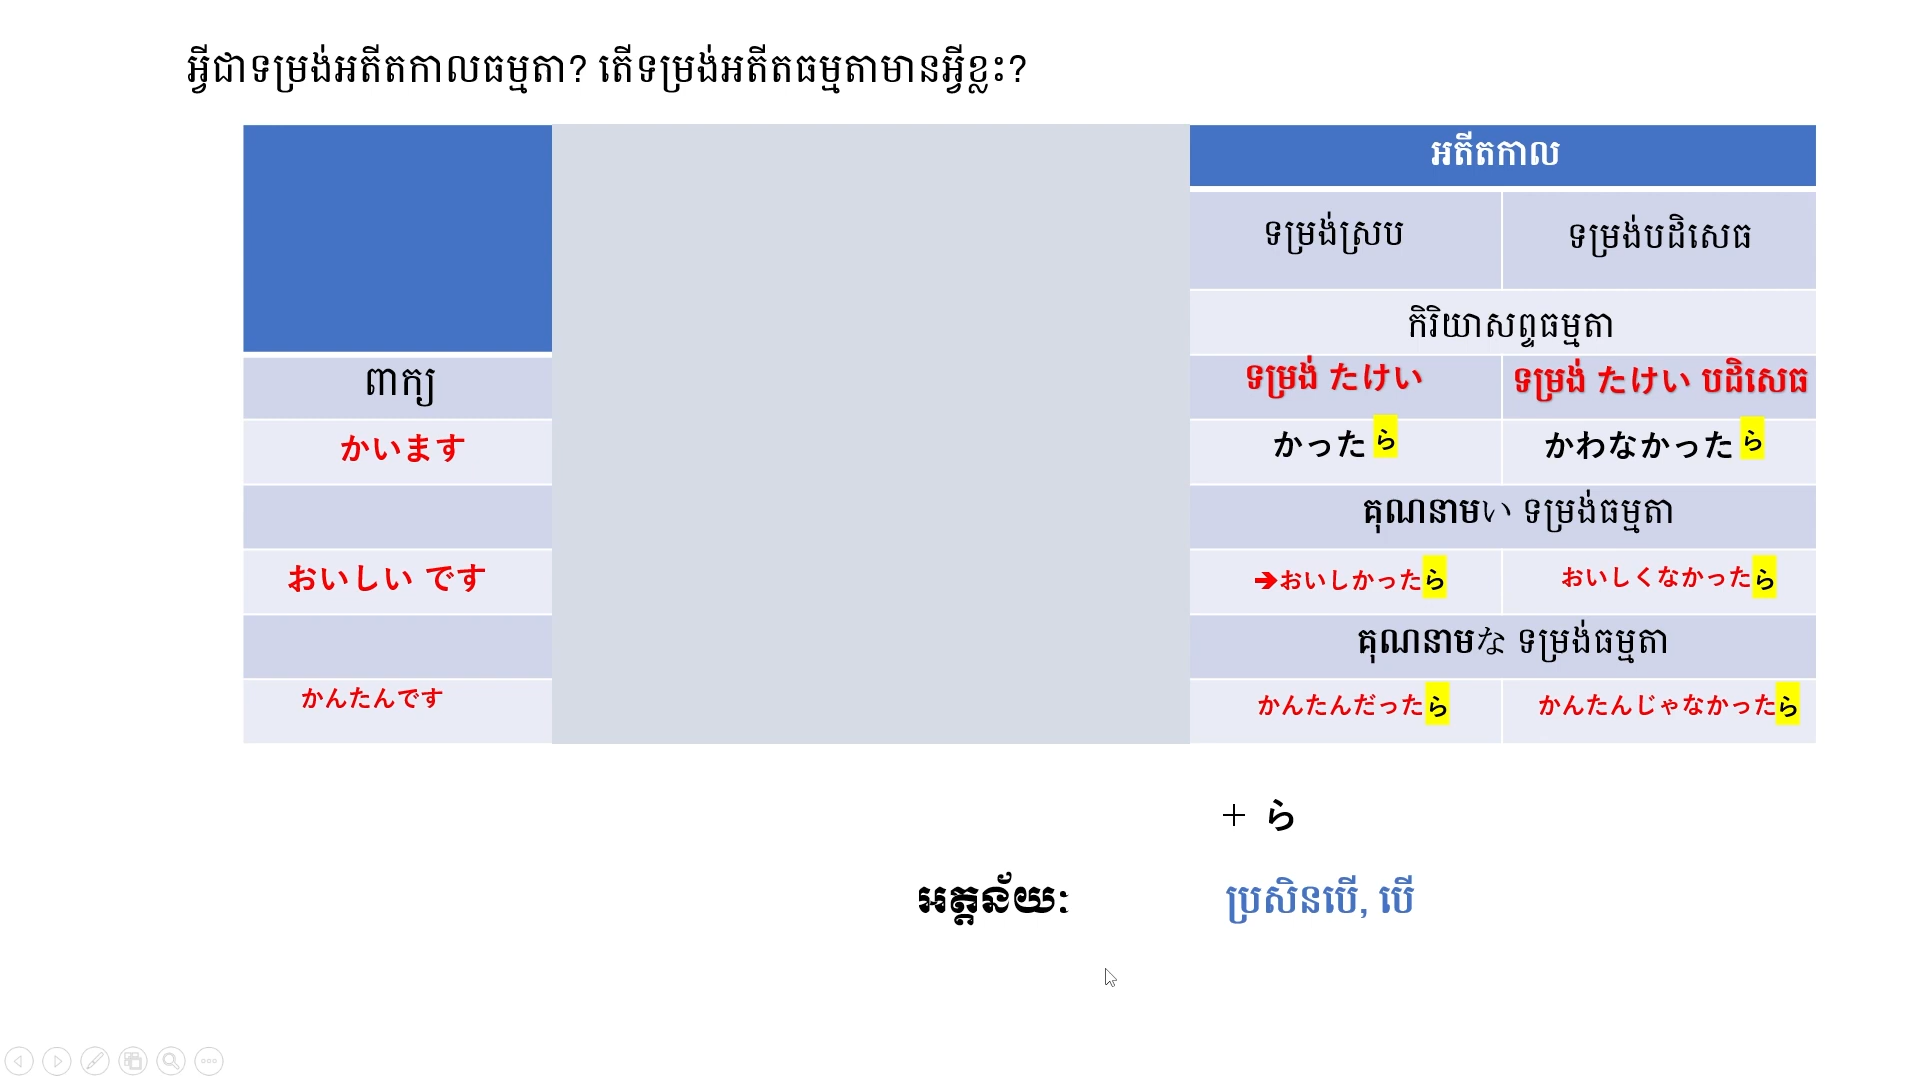 អ្វីជាទម្រង់អតីតកាលធម្មតា? តើទម្រង់អតីតធម្មតាមានអ្វីខ្លះ?
អតីតកាល
ទម្រង់ស្រប ទម្រង់បដិសេធ
កិរិយាសព្ទធម្មតា
ពាក្យ ទម្រង់ たけい ទម្រង់ たけい បដិសេធ
かいます かったら かわなかったら
គុណនាមい ទម្រង់ធម្មតា
おいしい です ➔おいしかったら おいしくなかったら
គុណនាមな ទម្រង់ធម្មតា
かんたんです かんたんだったら かんたんじゃなかったら
+ ら
អត្តន័យ: ប្រសិនបើ, បើ